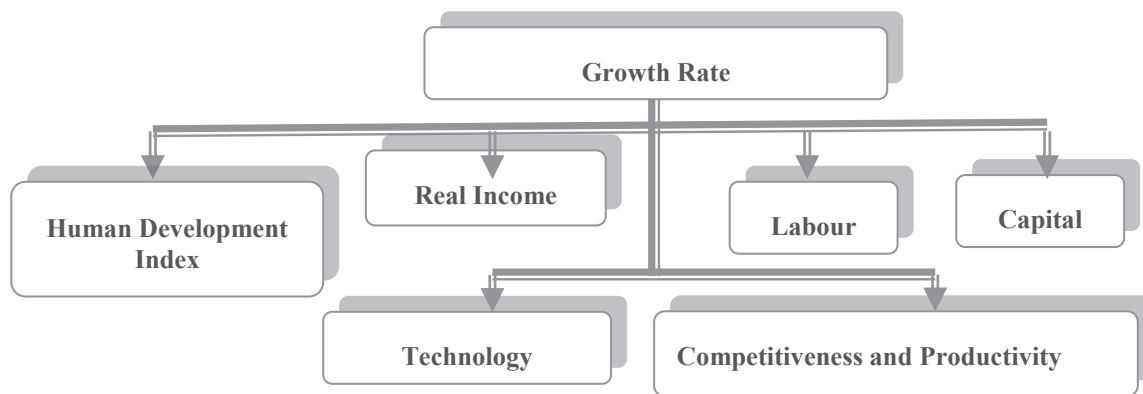 Growth Rate
Real Income
Human Development
Index
Labour
Capital
Technology
Competitiveness and Productivity